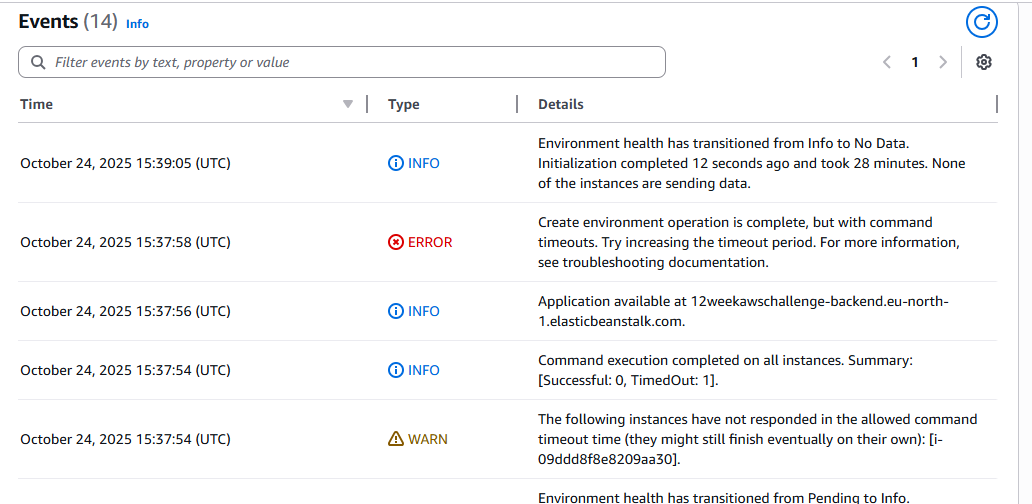 Events (14) Info
Filter events by text, property or value
1
Time Type Details
October 24, 2025 15:39:05 (UTC) INFO Environment health has transitioned from Info to No Data.
Initialization completed 12 seconds ago and took 28 minutes. None
of the instances are sending data.
October 24, 2025 15:37:58 (UTC) ERROR Create environment operation is complete, but with command
timeouts. Try increasing the timeout period. For more information,
see troubleshooting documentation.
October 24, 2025 15:37:56 (UTC) INFO Application available at 12weekawschallenge-backend.eu-north-
1.elasticbeanstalk.com.
October 24, 2025 15:37:54 (UTC) INFO Command execution completed on all instances. Summary:
[Successful: 0, TimedOut: 1].
October 24, 2025 15:37:54 (UTC) WARN The following instances have not responded in the allowed command
timeout time (they might still finish eventually on their own): [i-
09ddd8f8e8209aa30].
Environment health has transitioned from Pending to Info.